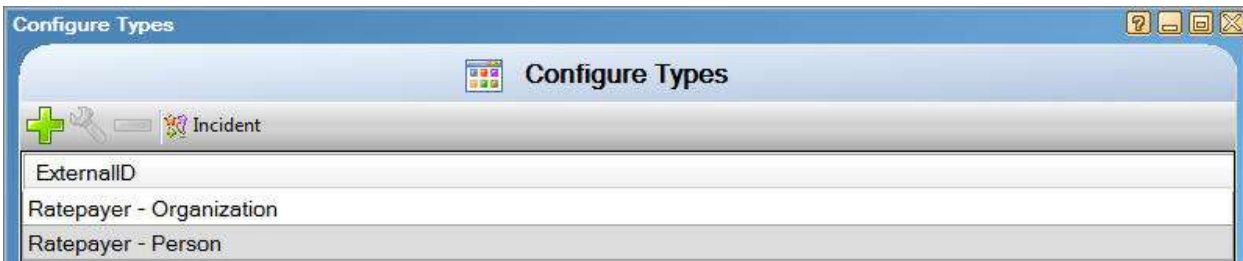 Configure Types
Configure Types
Incident
ExternalID
Ratepayer - Organization
Ratepayer - Person